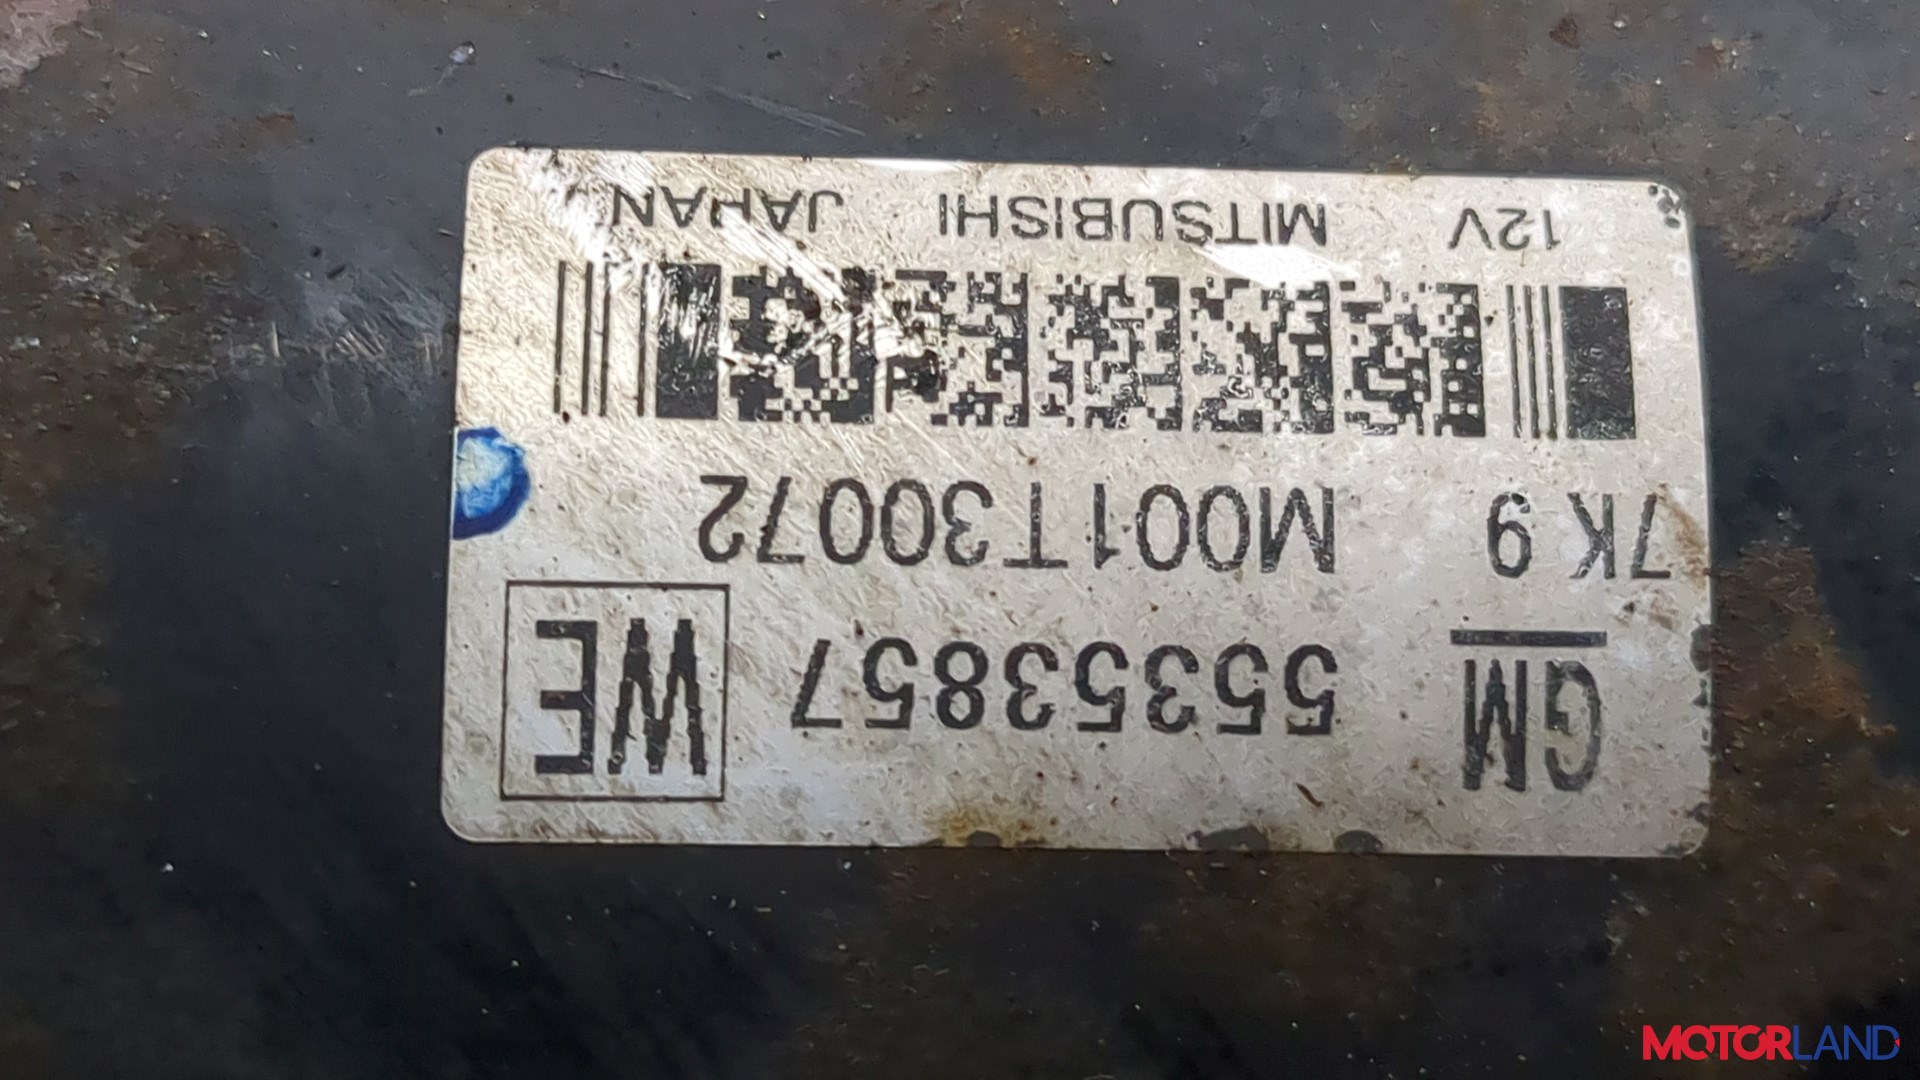 GM 55353857 WE
7K 9 M001T30072
12V MITSUBISHI JAPAN
MOTORLAND